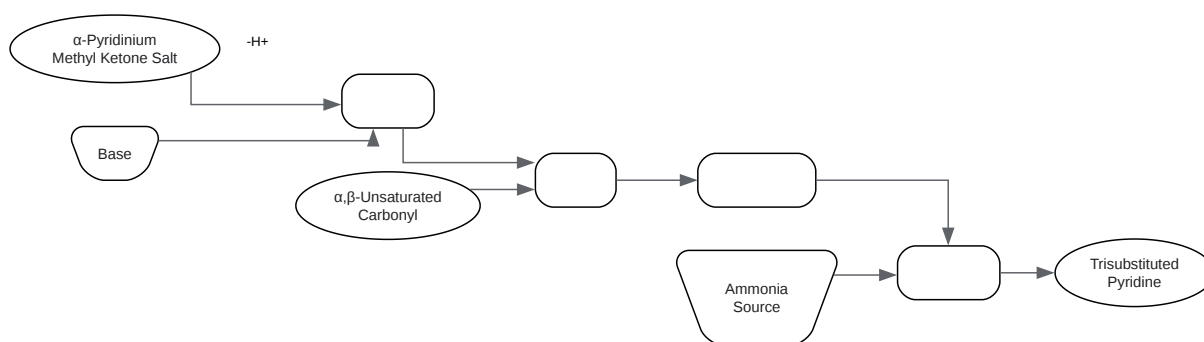 α-Pyridinium
Methyl Ketone Salt
-H+
Base
α,β-Unsaturated
Carbonyl
Ammonia
Source
Trisubstituted
Pyridine